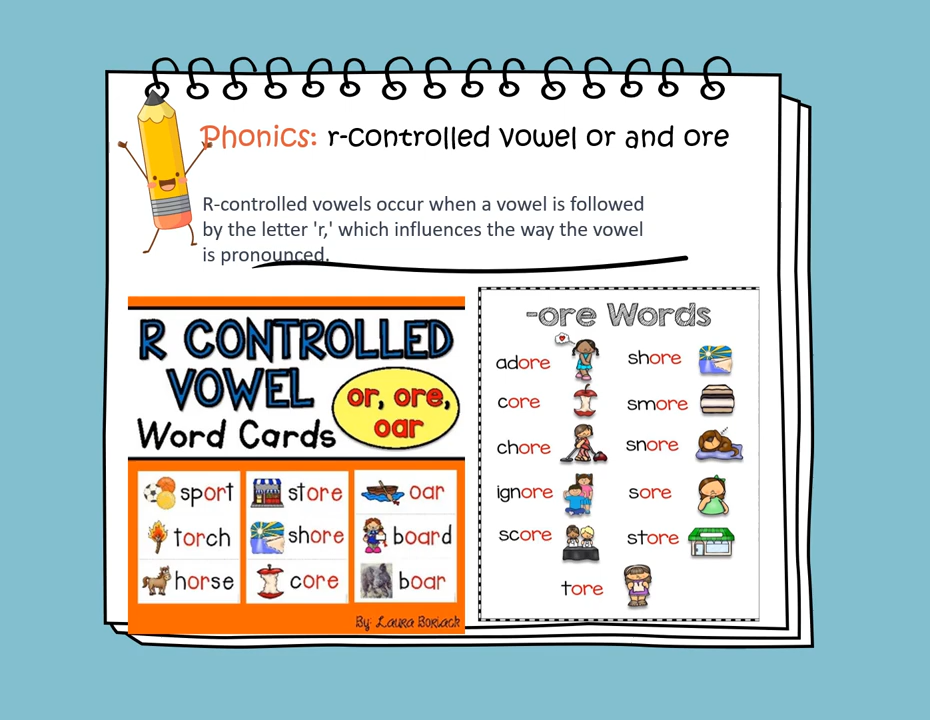 Phonics: r-controlled vowel or and ore
R-controlled vowels occur when a vowel is followed
by the letter 'r,' which influences the way the vowel
is pronounced.
R CONTROLLED
VOWEL
or, ore,
oar
Word Cards
sport
store
oar
torch
shore
board
horse
core
boar
By: Laura Boriack
-ore Words
adore
shore
core
smore
chore
snore
ignore
sore
score
store
tore